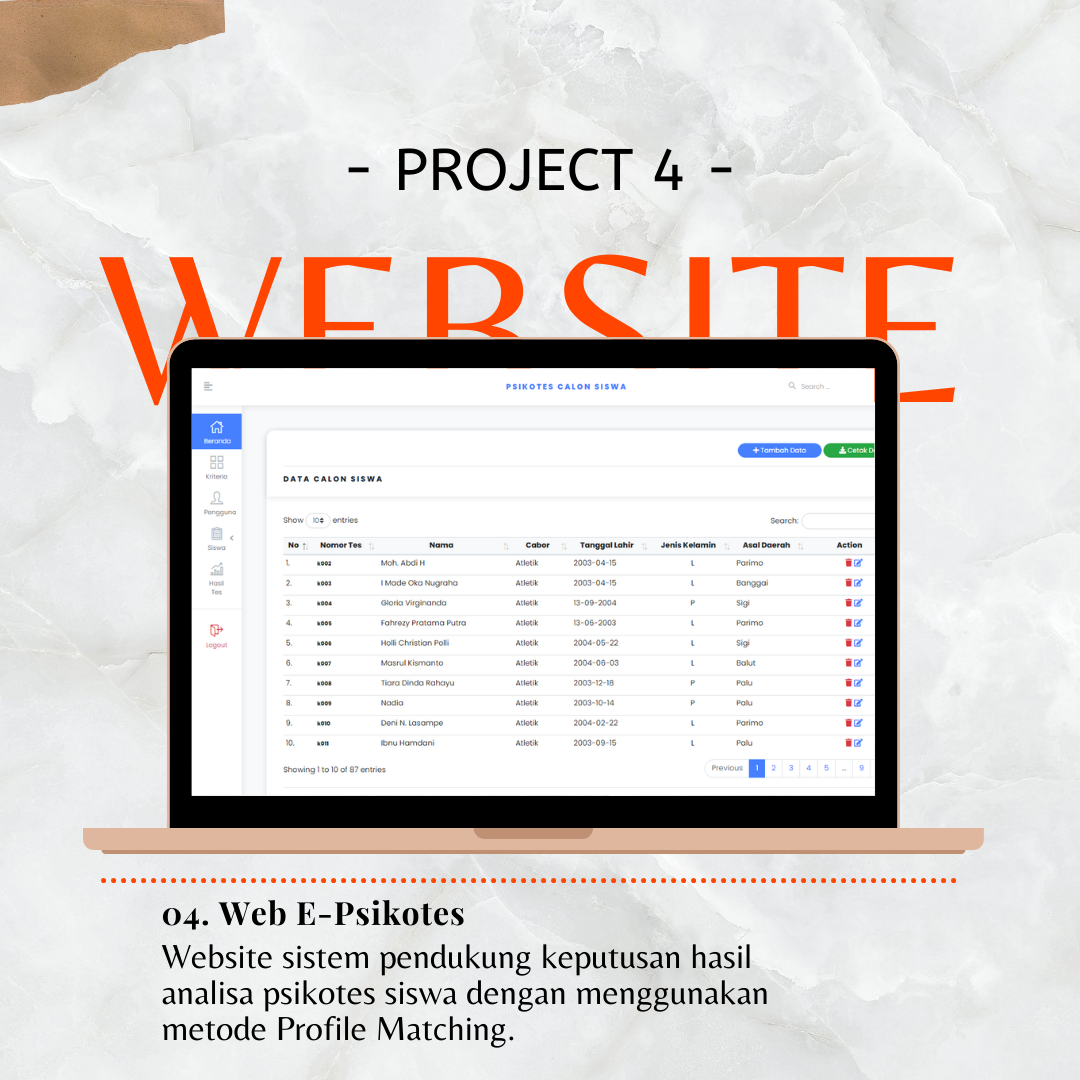 - PROJECT 4 -
WEBSITE
PSIKOTES CALON SISWA
Search ...
Beranda
Kriteria
Pengguna
Siswa
Hasil
Tes
Logout
+ Tambah Data
Cetak
DATA CALON SISWA
Show 10 entries
Search:
No Nomor Tes Nama Cabor Tanggal Lahir Jenis Kelamin Asal Daerah Action
1. k002 Moh. Abdi H Atletik 2003-04-15 L Parimo
2. k003 I Made Oka Nugraha Atletik 2003-04-15 L Banggai
3. k004 Gloria Virginanda Atletik 13-09-2004 P Sigi
4. k005 Fahrezy Pratama Putra Atletik 13-06-2003 L Parimo
5. k006 Holli Christian Polli Atletik 2004-05-22 L Sigi
6. k007 Masrul Kismanto Atletik 2004-06-03 L Balut
7. k008 Tiara Dinda Rahayu Atletik 2003-12-18 P Palu
8. k009 Nadia Atletik 2003-10-14 P Palu
9. k010 Deni N. Lasampe Atletik 2004-02-22 L Parimo
10. k011 Ibnu Hamdani Atletik 2003-09-15 L Palu
Showing 1 to 10 of 87 entries
Previous 1 2 3 4 5 ... 9
04. Web E-Psikotes
Website sistem pendukung keputusan hasil
analisa psikotes siswa dengan menggunakan
metode Profile Matching.